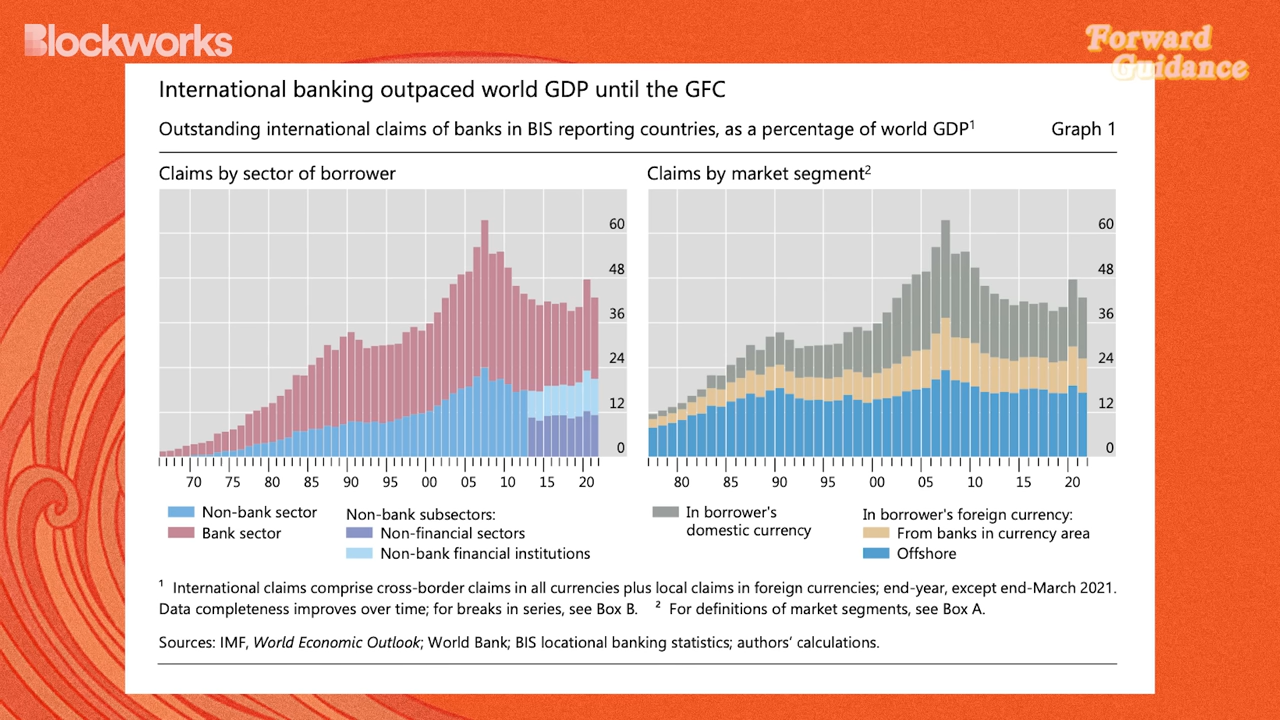 Blockworks
Forward
Guidance
International banking outpaced world GDP until the GFC
Outstanding international claims of banks in BIS reporting countries, as a percentage of world GDP¹ Graph 1
Claims by sector of borrower
60
48
36
24
12
0
70 75 80 85 90 95 00 05 10 15 20
Non-bank sector
Bank sector
Non-bank subsectors:
Non-financial sectors
Non-bank financial institutions
Claims by market segment²
60
48
36
24
12
0
80 85 90 95 00 05 10 15 20
In borrower's
domestic currency
In borrower's foreign currency:
From banks in currency area
Offshore
¹ International claims comprise cross-border claims in all currencies plus local claims in foreign currencies; end-year, except end-March 2021.
Data completeness improves over time; for breaks in series, see Box B. ² For definitions of market segments, see Box A.
Sources: IMF, World Economic Outlook; World Bank; BIS locational banking statistics; authors' calculations.